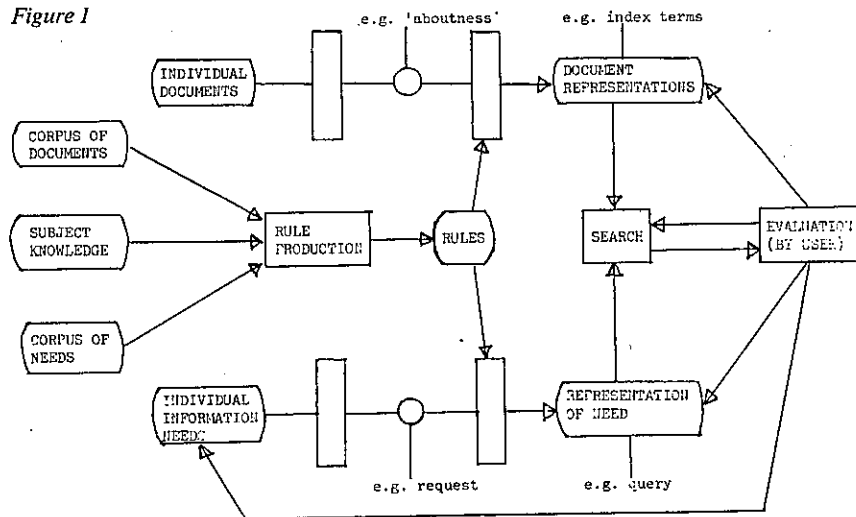 Figure 1
e.g. 'aboutness'
e.g. index terms
INDIVIDUAL
DOCUMENTS
DOCUMENT
REPRESENTATIONS
CORPUS OF
DOCUMENTS
SUBJECT
KNOWLEDGE
RULE
PRODUCTION
RULES
SEARCH
EVALUATION
(BY USER)
CORPUS OF
NEEDS
INDIVIDUAL
INFORMATION
NEEDS
REPRESENTATION
OF NEED
e.g. request
e.g. query